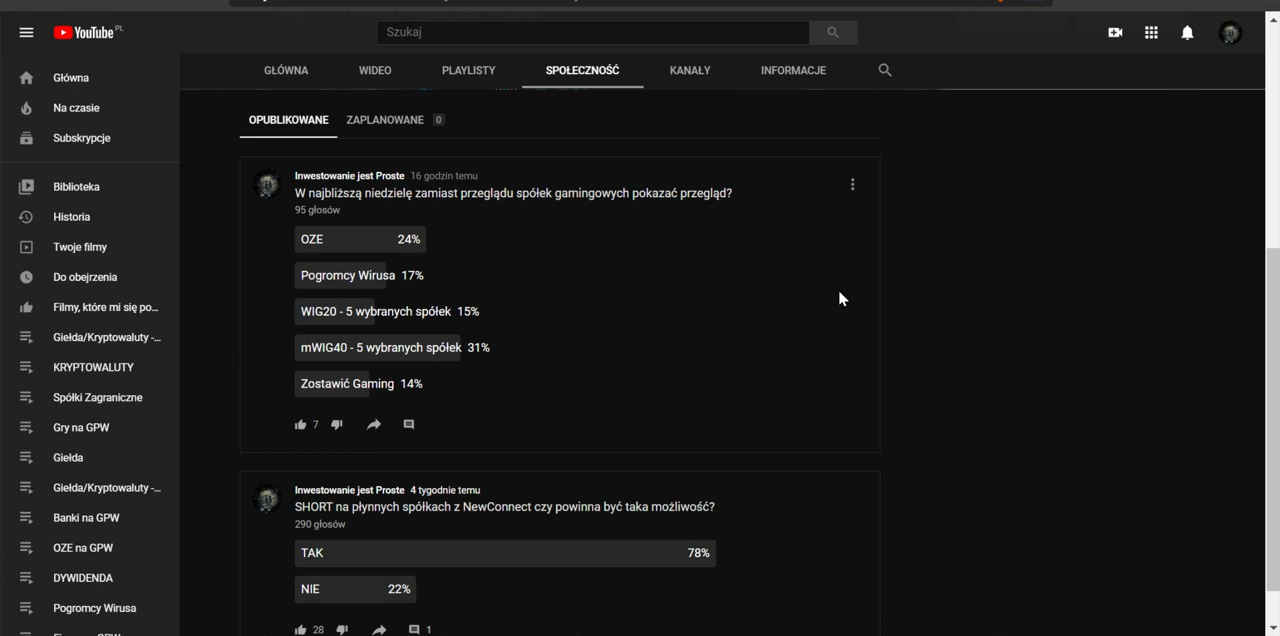 YouTube PL
Szukaj
Główna
Na czasie
Subskrypcje
Biblioteka
Historia
Twoje filmy
Do obejrzenia
Filmy, które mi się po...
Giełda/Kryptowaluty -...
KRYPTOWALUTY
Spółki Zagraniczne
Gry na GPW
Giełda
Giełda/Kryptowaluty -...
Banki na GPW
OZE na GPW
DYWIDENDA
Pogromcy Wirusa
GŁÓWNA WIDEO PLAYLISTY SPOŁECZNOŚĆ KANAŁY INFORMACJE
OPUBLIKOWANE ZAPLANOWANE 0
Inwestowanie jest Proste 16 godzin temu
W najbliższą niedzielę zamiast przeglądu spółek gamingowych pokazać przegląd?
95 głosów
OZE 24%
Pogromcy Wirusa 17%
WIG20 - 5 wybranych spółek 15%
mWIG40 - 5 wybranych spółek 31%
Zostawić Gaming 14%
7
Inwestowanie jest Proste 4 tygodnie temu
SHORT na płynnych spółkach z NewConnect czy powinna być taka możliwość?
290 głosów
TAK 78%
NIE 22%
28 1